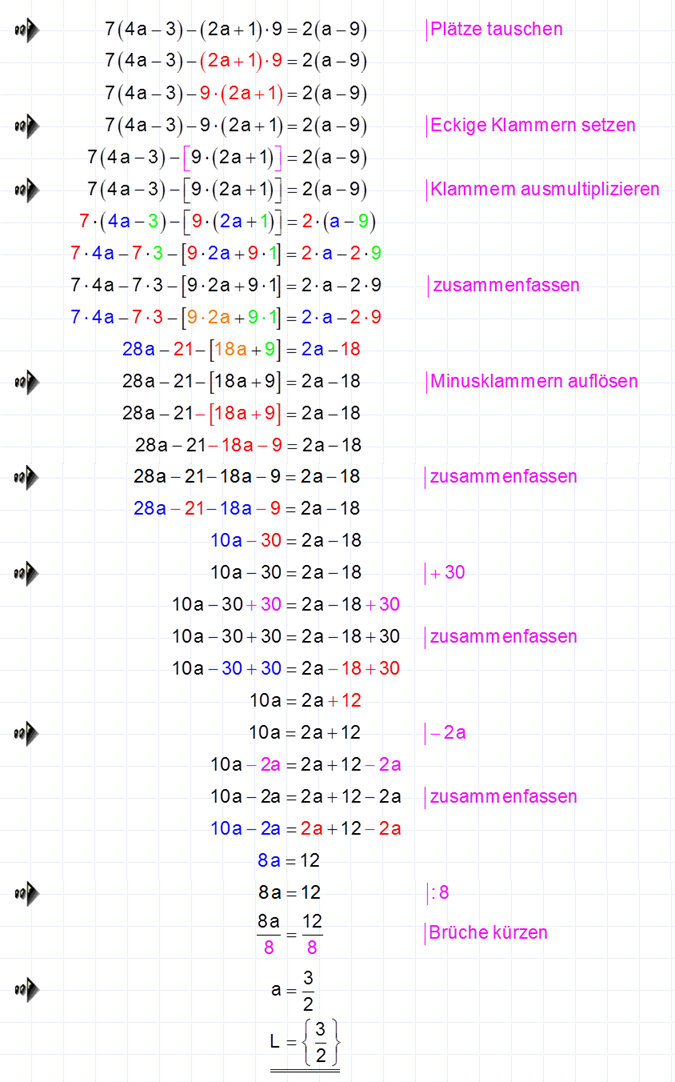 7(4a−3)−(2a+1)·9=2(a−9) |Plätze tauschen
7(4a−3)−(2a+1)·9=2(a−9)
7(4a−3)−9·(2a+1)=2(a−9)
7(4a−3)−9·(2a+1)=2(a−9) |Eckige Klammern setzen
7(4a−3)−[9·(2a+1)]=2(a−9)
7(4a−3)−[9·(2a+1)]=2(a−9) |Klammern ausmultiplizieren
7·(4a−3)−[9·(2a+1)]=2·(a−9)
7·4a−7·3−[9·2a+9·1]=2·a−2·9
7·4a−7·3−[9·2a+9·1]=2·a−2·9 |zusammenfassen
7·4a−7·3−[9·2a+9·1]=2·a−2·9
28a−21−[18a+9]=2a−18
28a−21−[18a+9]=2a−18 |Minusklammern auflösen
28a−21−[18a+9]=2a−18
28a−21−18a−9=2a−18
28a−21−18a−9=2a−18 |zusammenfassen
28a−21−18a−9=2a−18
10a−30=2a−18
10a−30=2a−18 |+30
10a−30+30=2a−18+30
10a−30+30=2a−18+30 |zusammenfassen
10a−30+30=2a−18+30
10a=2a+12
10a=2a+12 |−2a
10a−2a=2a+12−2a
10a−2a=2a+12−2a |zusammenfassen
10a−2a=2a+12−2a
8a=12
8a=12 |:8
8a/8=12/8 |Brüche kürzen
a=3/2
L={3/2}